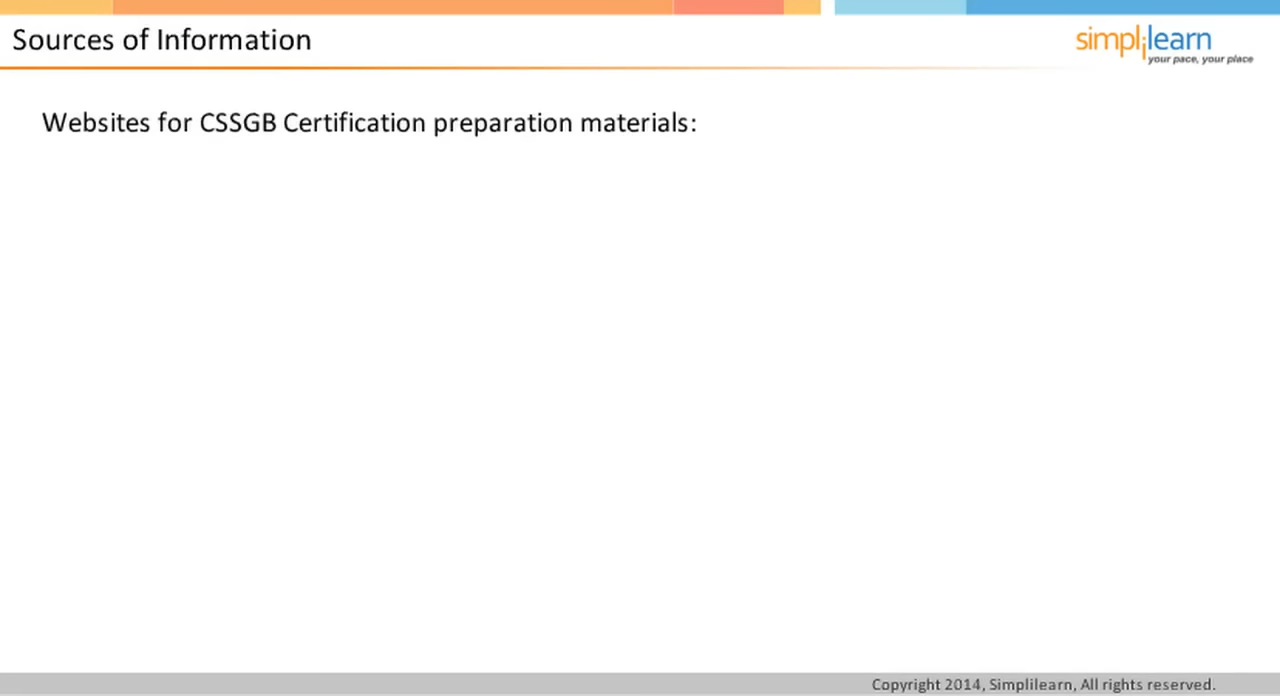 Sources of Information
simplilearn
your pace, your place
Websites for CSSGB Certification preparation materials:
Copyright 2014, Simplilearn, All rights reserved.